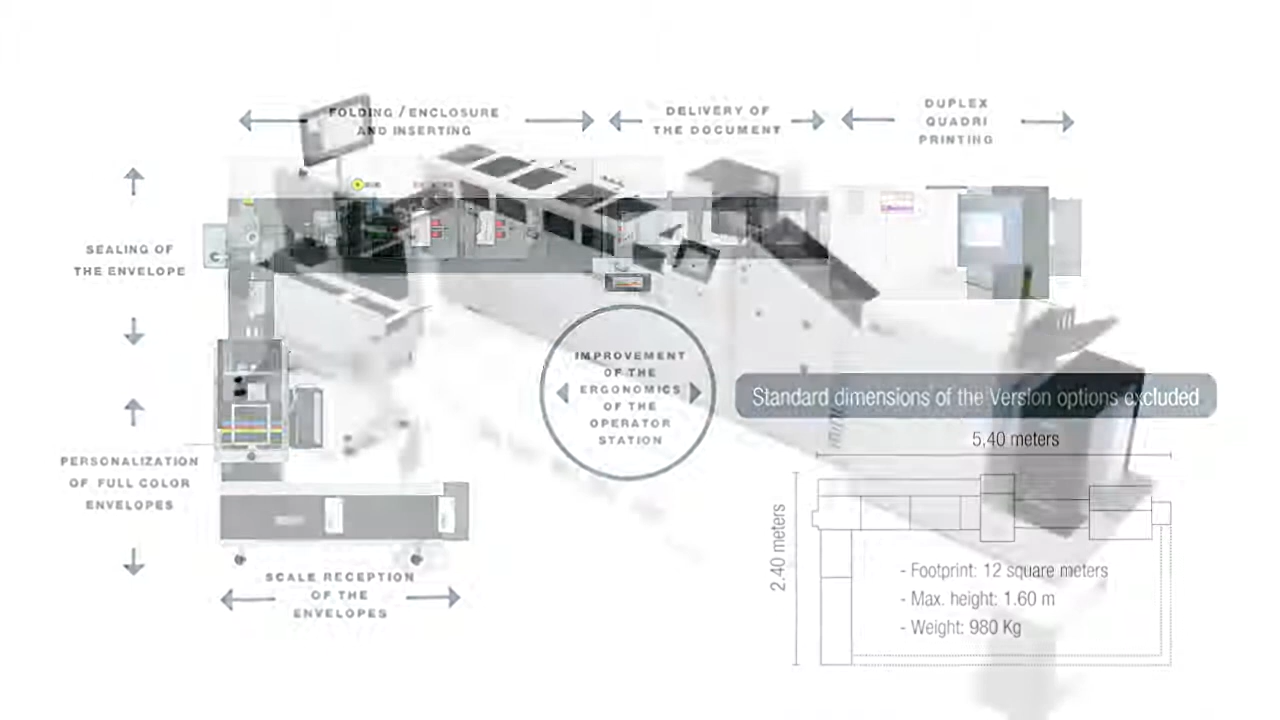 FOLDING / ENCLOSURE
AND INSERTING
DELIVERY OF
THE DOCUMENT
DUPLEX
QUADRI
PRINTING
SEALING OF
THE ENVELOPE
IMPROVEMENT
OF THE
ERGONOMICS
OF THE
OPERATOR
STATION
Standard dimensions of the Version options excluded
5,40 meters
PERSONALIZATION
OF FULL COLOR
ENVELOPES
2.40 meters
- Footprint: 12 square meters
- Max. height: 1.60 m
- Weight: 980 Kg
SCALE RECEPTION
OF THE
ENVELOPES